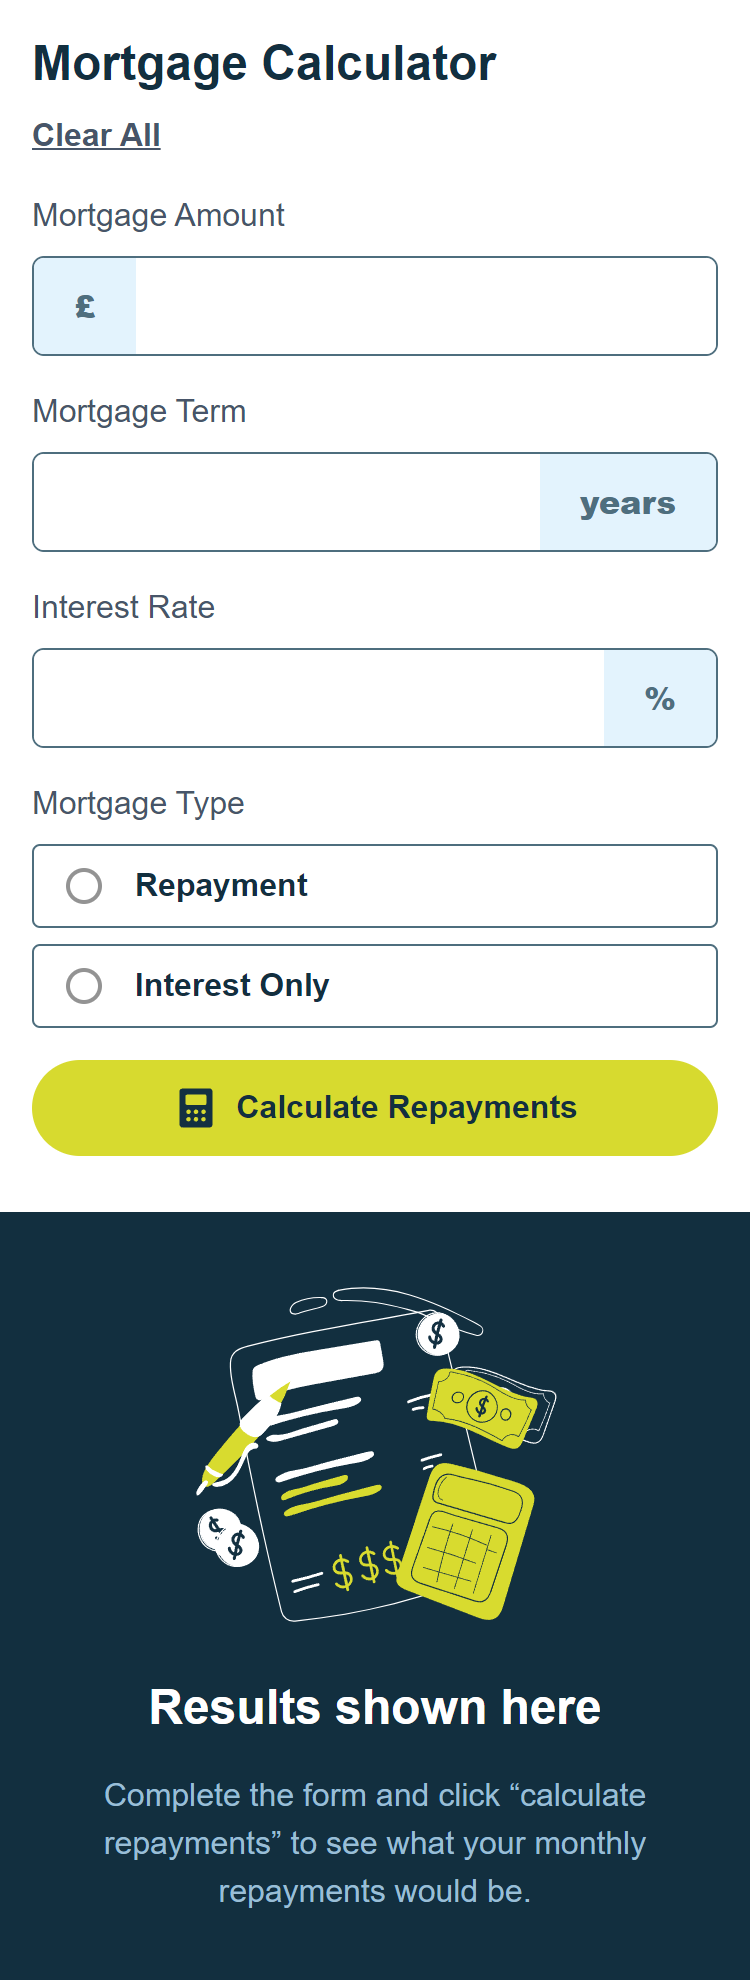 Mortgage Calculator
Clear All
Mortgage Amount
£
Mortgage Term
years
Interest Rate
%
Mortgage Type
Repayment
Interest Only
Calculate Repayments
$
$
$
$
$$$
Results shown here
Complete the form and click “calculate
repayments” to see what your monthly
repayments would be.